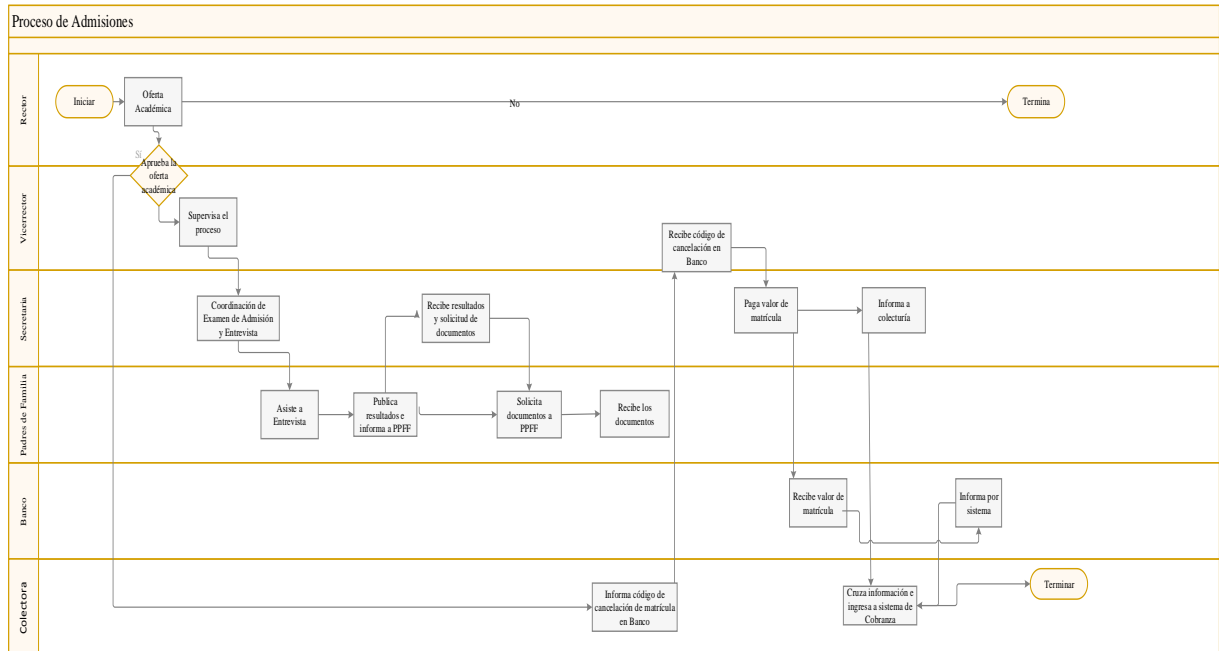 Proceso de Admisiones
Rector
Iniciar
Oferta
Académica
No
Termina
Sí
Aprueba la
oferta
académica
Vicerrector
Supervisa el
proceso
Recibe código de
cancelación en
Banco
Secretaria
Coordinación de
Examen de Admisión
y Entrevista
Recibe resultados
y solicitud de
documentos
Paga valor de
matrícula
Informa a
colecturía
Padres de Familia
Asiste a
Entrevista
Publica
resultados e
informa a PPFF
Solicita
documentos a
PPFF
Recibe los
documentos
Banco
Recibe valor de
matrícula
Informa por
sistema
Colectora
Informa código de
cancelación de matrícula
en Banco
Cruza información e
ingresa a sistema de
Cobranza
Terminar